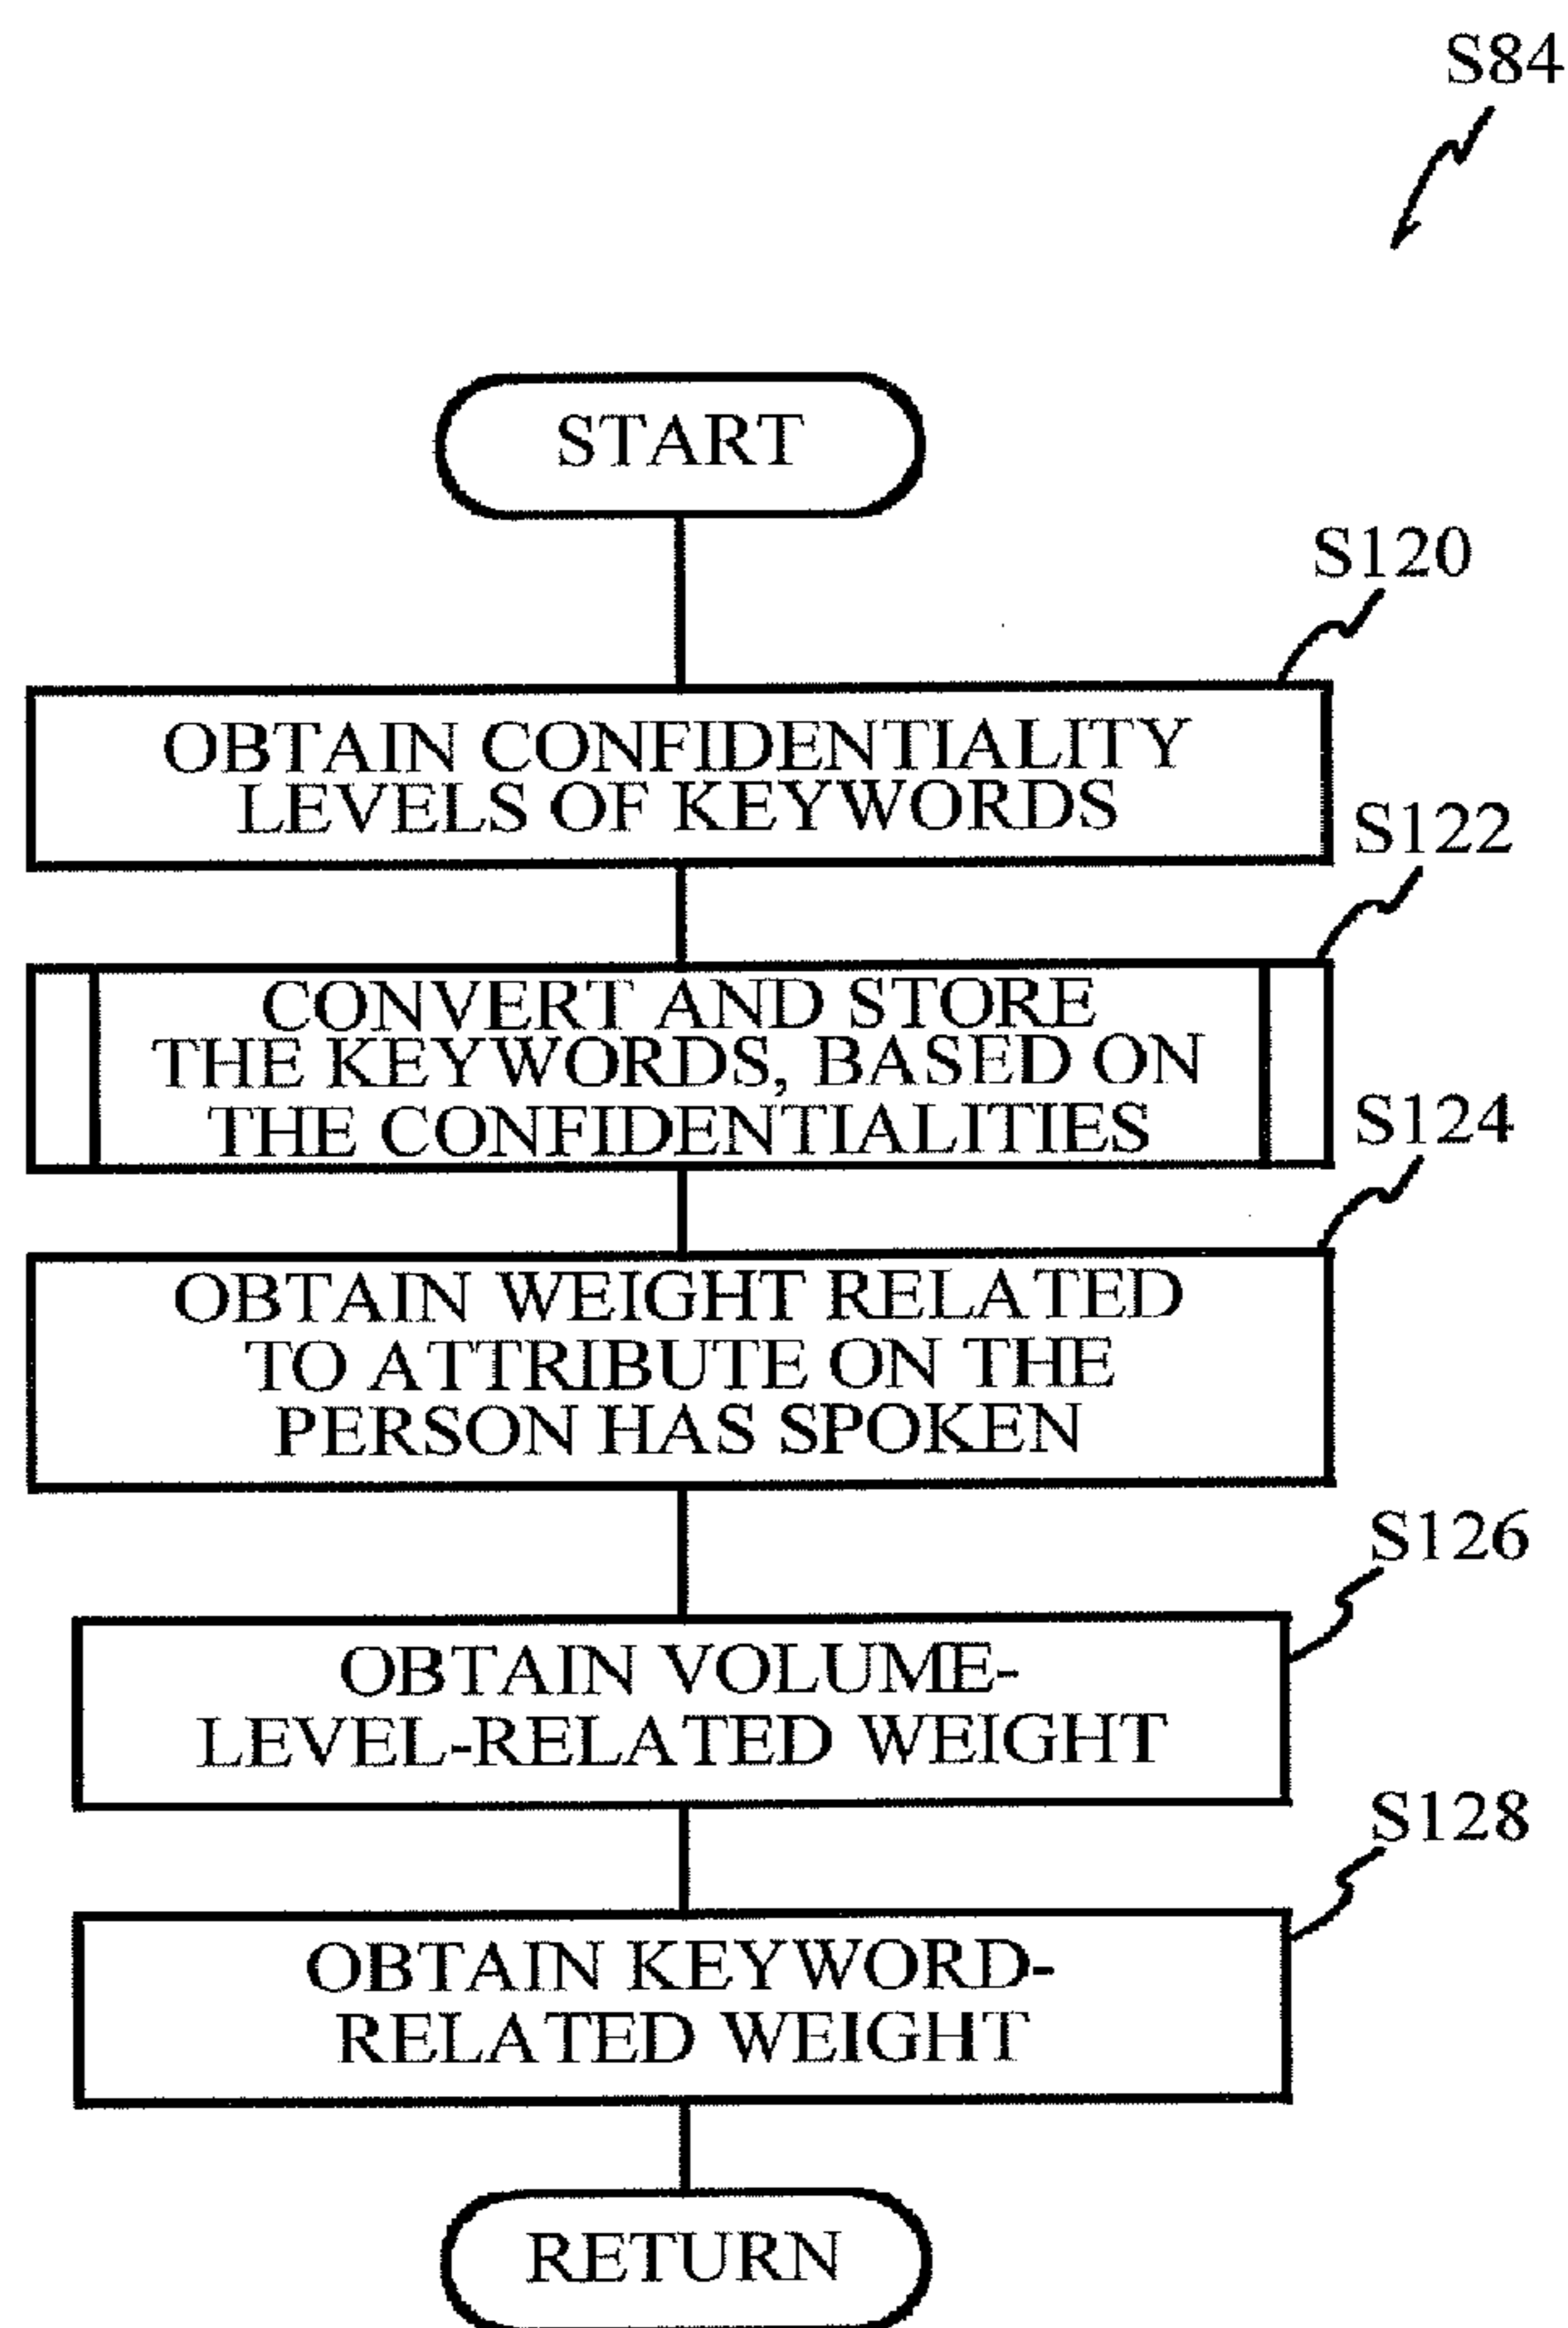 S84
START
S120
OBTAIN CONFIDENTIALITY
LEVELS OF KEYWORDS
S122
CONVERT AND STORE
THE KEYWORDS, BASED ON
THE CONFIDENTIALITIES
S124
OBTAIN WEIGHT RELATED
TO ATTRIBUTE ON THE
PERSON HAS SPOKEN
S126
OBTAIN VOLUME-
LEVEL-RELATED WEIGHT
S128
OBTAIN KEYWORD-
RELATED WEIGHT
RETURN